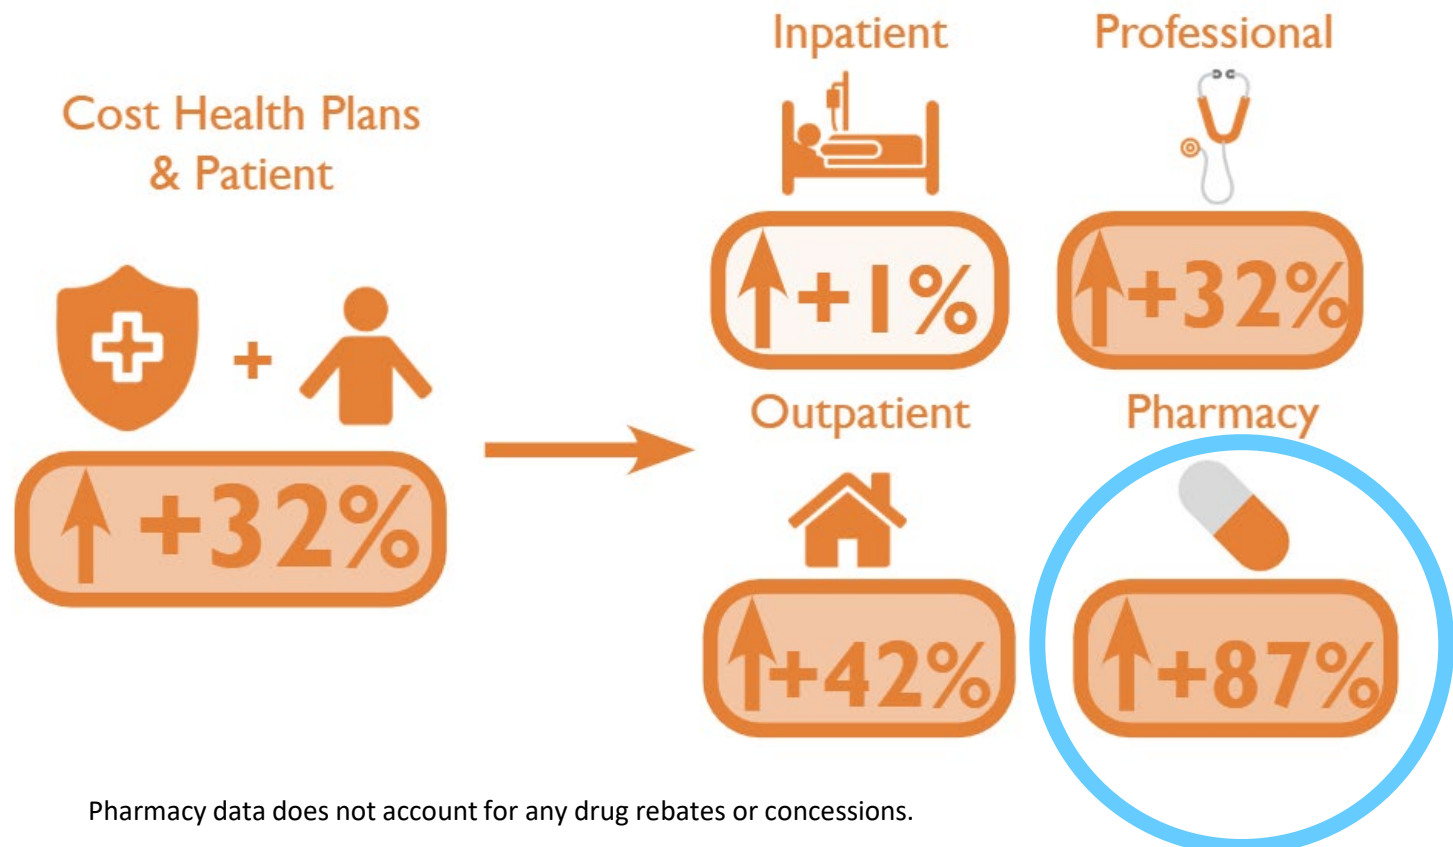 Cost Health Plans
& Patient
+
+32%
Inpatient
+1%
Professional
+32%
Outpatient
+42%
Pharmacy
+87%
Pharmacy data does not account for any drug rebates or concessions.